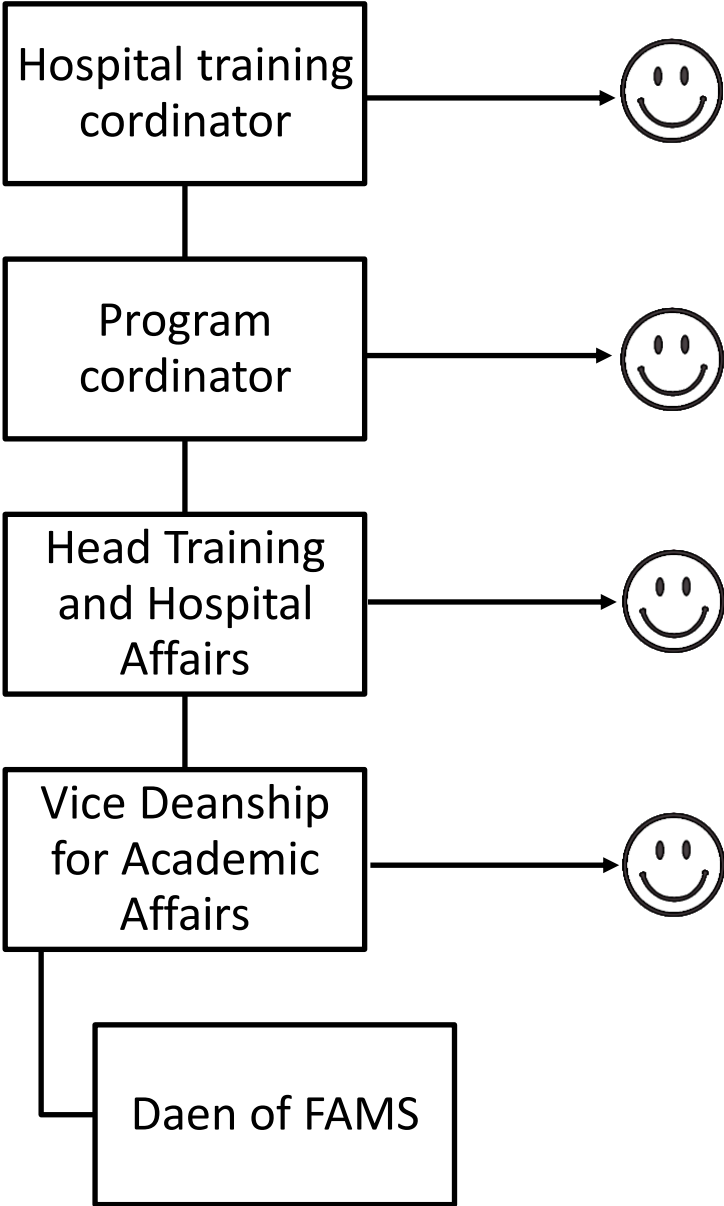 Hospital training
cordinator
Program
cordinator
Head Training
and Hospital
Affairs
Vice Deanship
for Academic
Affairs
Daen of FAMS